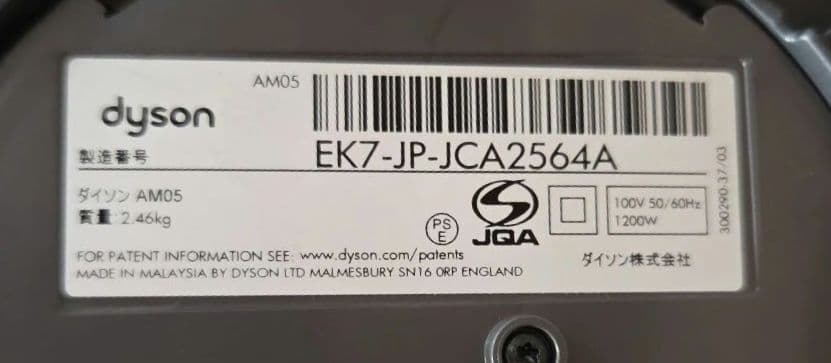 AM05
dyson
製造番号
EK7-JP-JCA2564A
ダイソン AM05
質量: 2.46kg
PS
E
JQA
100V 50/60Hz
1200W
300290-37/03
FOR PATENT INFORMATION SEE: www.dyson.com/patents
MADE IN MALAYSIA BY DYSON LTD MALMESBURY SN16 0RP ENGLAND
ダイソン株式会社